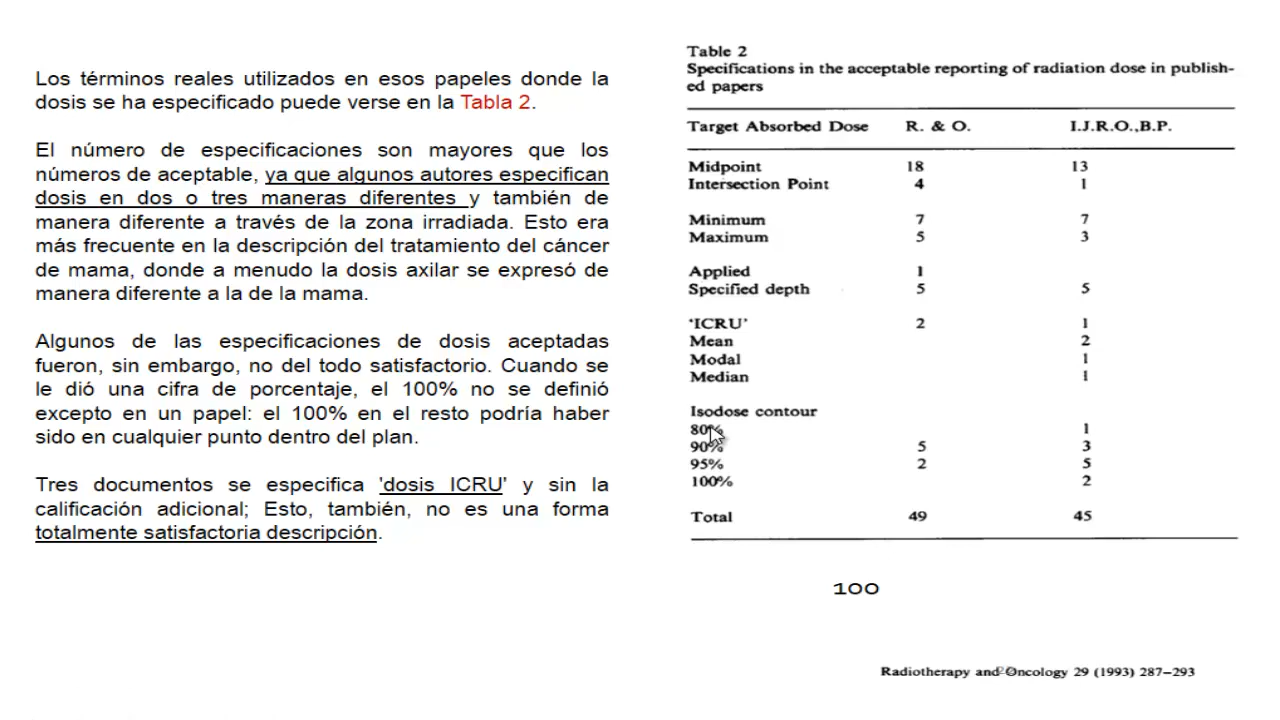 Los términos reales utilizados en esos papeles donde la
dosis se ha especificado puede verse en la Tabla 2.
El número de especificaciones son mayores que los
números de aceptable, ya que algunos autores especifican
dosis en dos o tres maneras diferentes y también de
manera diferente a través de la zona irradiada. Esto era
más frecuente en la descripción del tratamiento del cáncer
de mama, donde a menudo la dosis axilar se expresó de
manera diferente a la de la mama.
Algunos de las especificaciones de dosis aceptadas
fueron, sin embargo, no del todo satisfactorio. Cuando se
le dió una cifra de porcentaje, el 100% no se definió
excepto en un papel: el 100% en el resto podría haber
sido en cualquier punto dentro del plan.
Tres documentos se especifica 'dosis ICRU' y sin la
calificación adicional; Esto, también, no es una forma
totalmente satisfactoria descripción.
Table 2
Specifications in the acceptable reporting of radiation dose in publish-
ed papers
Target Absorbed Dose R. & O. I.J.R.O.,B.P.
Midpoint 18 13
Intersection Point 4 1
Minimum 7 7
Maximum 5 3
Applied 1
Specified depth 5 5
'ICRU' 2 1
Mean 2
Modal 1
Median 1
Isodose contour
80% 1
90% 5 3
95% 2 5
100% 2
Total 49 45
100
Radiotherapy and Oncology 29 (1993) 287–293